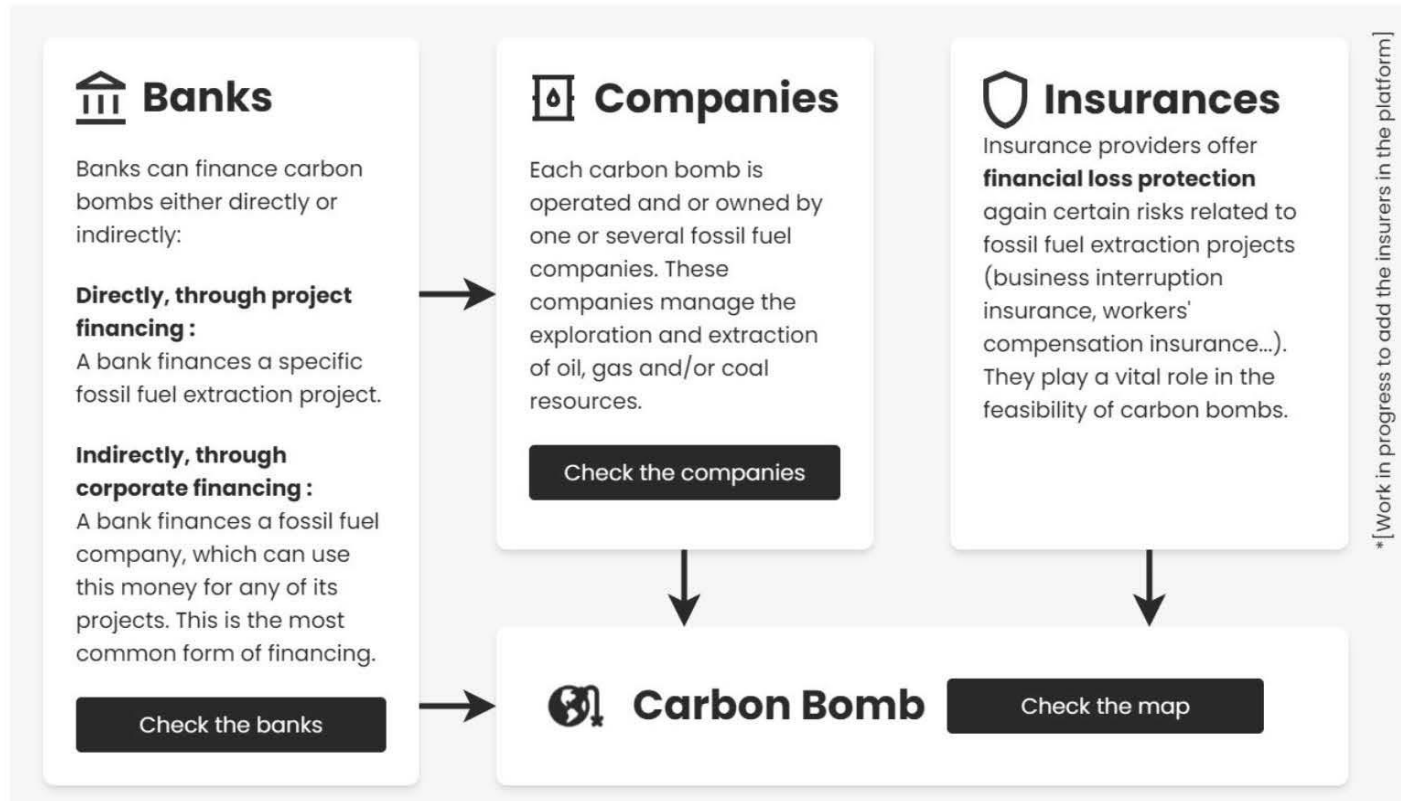 Banks
Banks can finance carbon
bombs either directly or
indirectly:
Directly, through project
financing :
A bank finances a specific
fossil fuel extraction project.
Indirectly, through
corporate financing :
A bank finances a fossil fuel
company, which can use
this money for any of its
projects. This is the most
common form of financing.
Check the banks
Companies
Each carbon bomb is
operated and or owned by
one or several fossil fuel
companies. These
companies manage the
exploration and extraction
of oil, gas and/or coal
resources.
Check the companies
Insurances
Insurance providers offer
financial loss protection
again certain risks related to
fossil fuel extraction projects
(business interruption
insurance, workers'
compensation insurance...).
They play a vital role in the
feasibility of carbon bombs.
*[Work in progress to add the insurers in the platform]
Carbon Bomb
Check the map